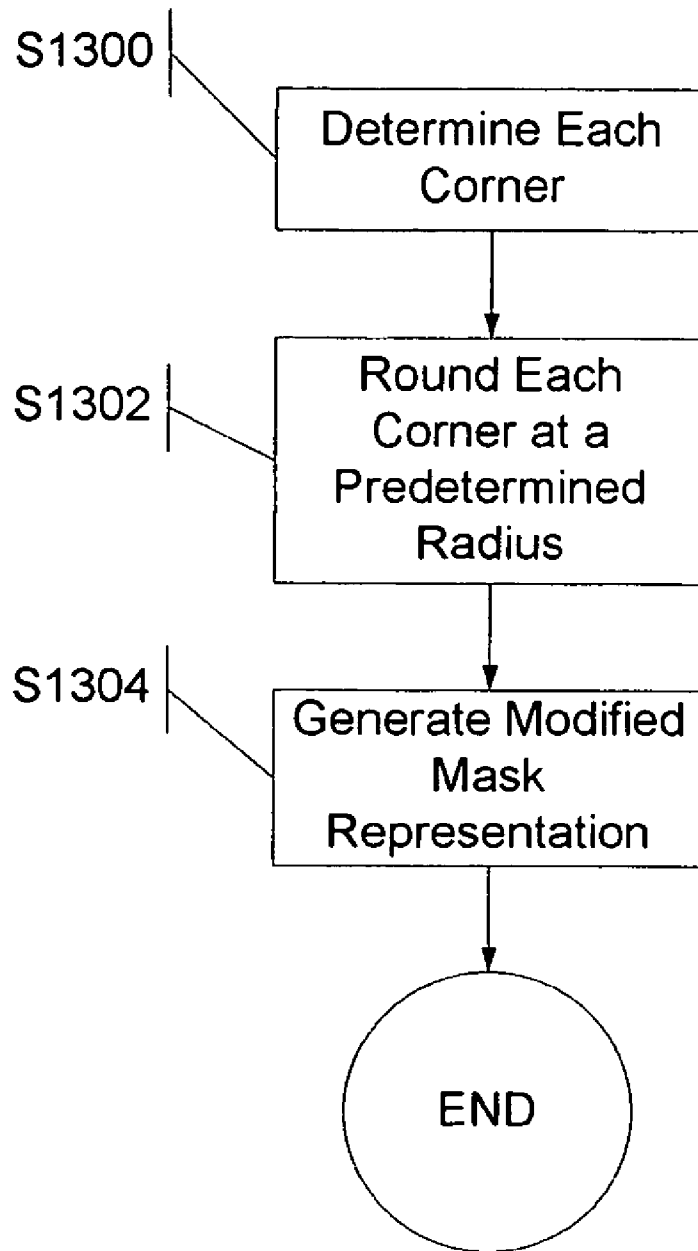 S1300
Determine Each
Corner
S1302
Round Each
Corner at a
Predetermined
Radius
S1304
Generate Modified
Mask
Representation
END